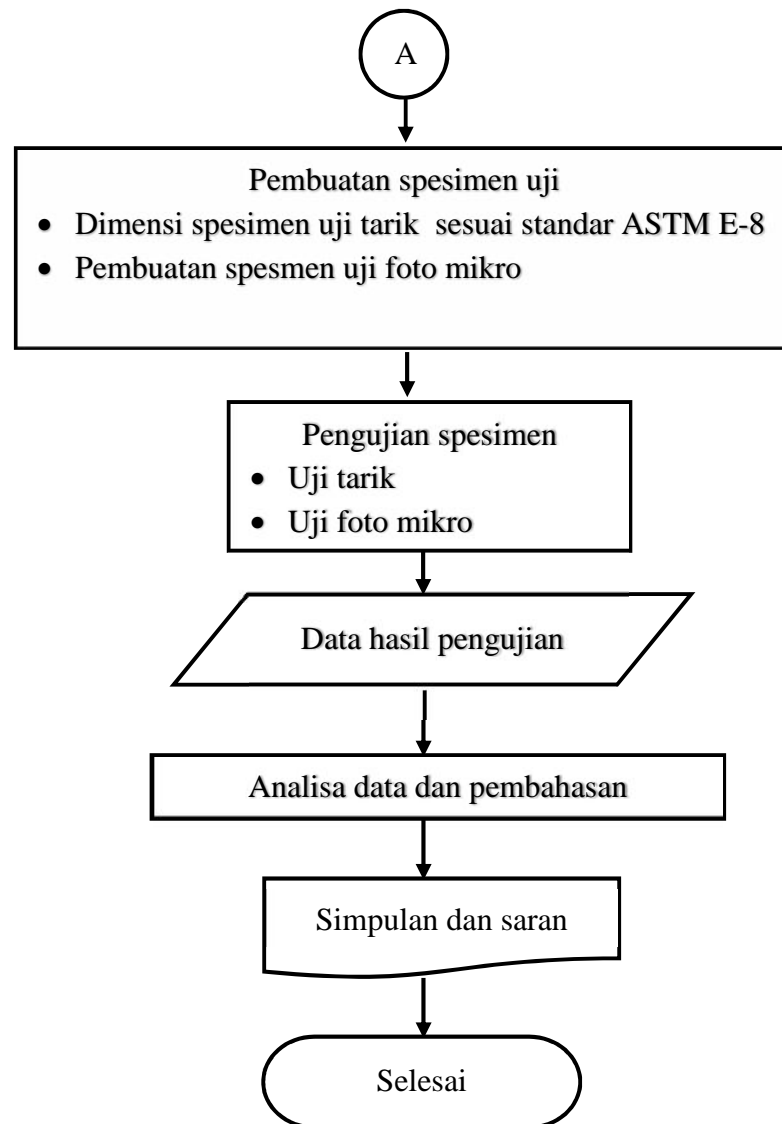 A
Pembuatan spesimen uji
• Dimensi spesimen uji tarik sesuai standar ASTM E-8
• Pembuatan spesmen uji foto mikro
Pengujian spesimen
• Uji tarik
• Uji foto mikro
Data hasil pengujian
Analisa data dan pembahasan
Simpulan dan saran
Selesai